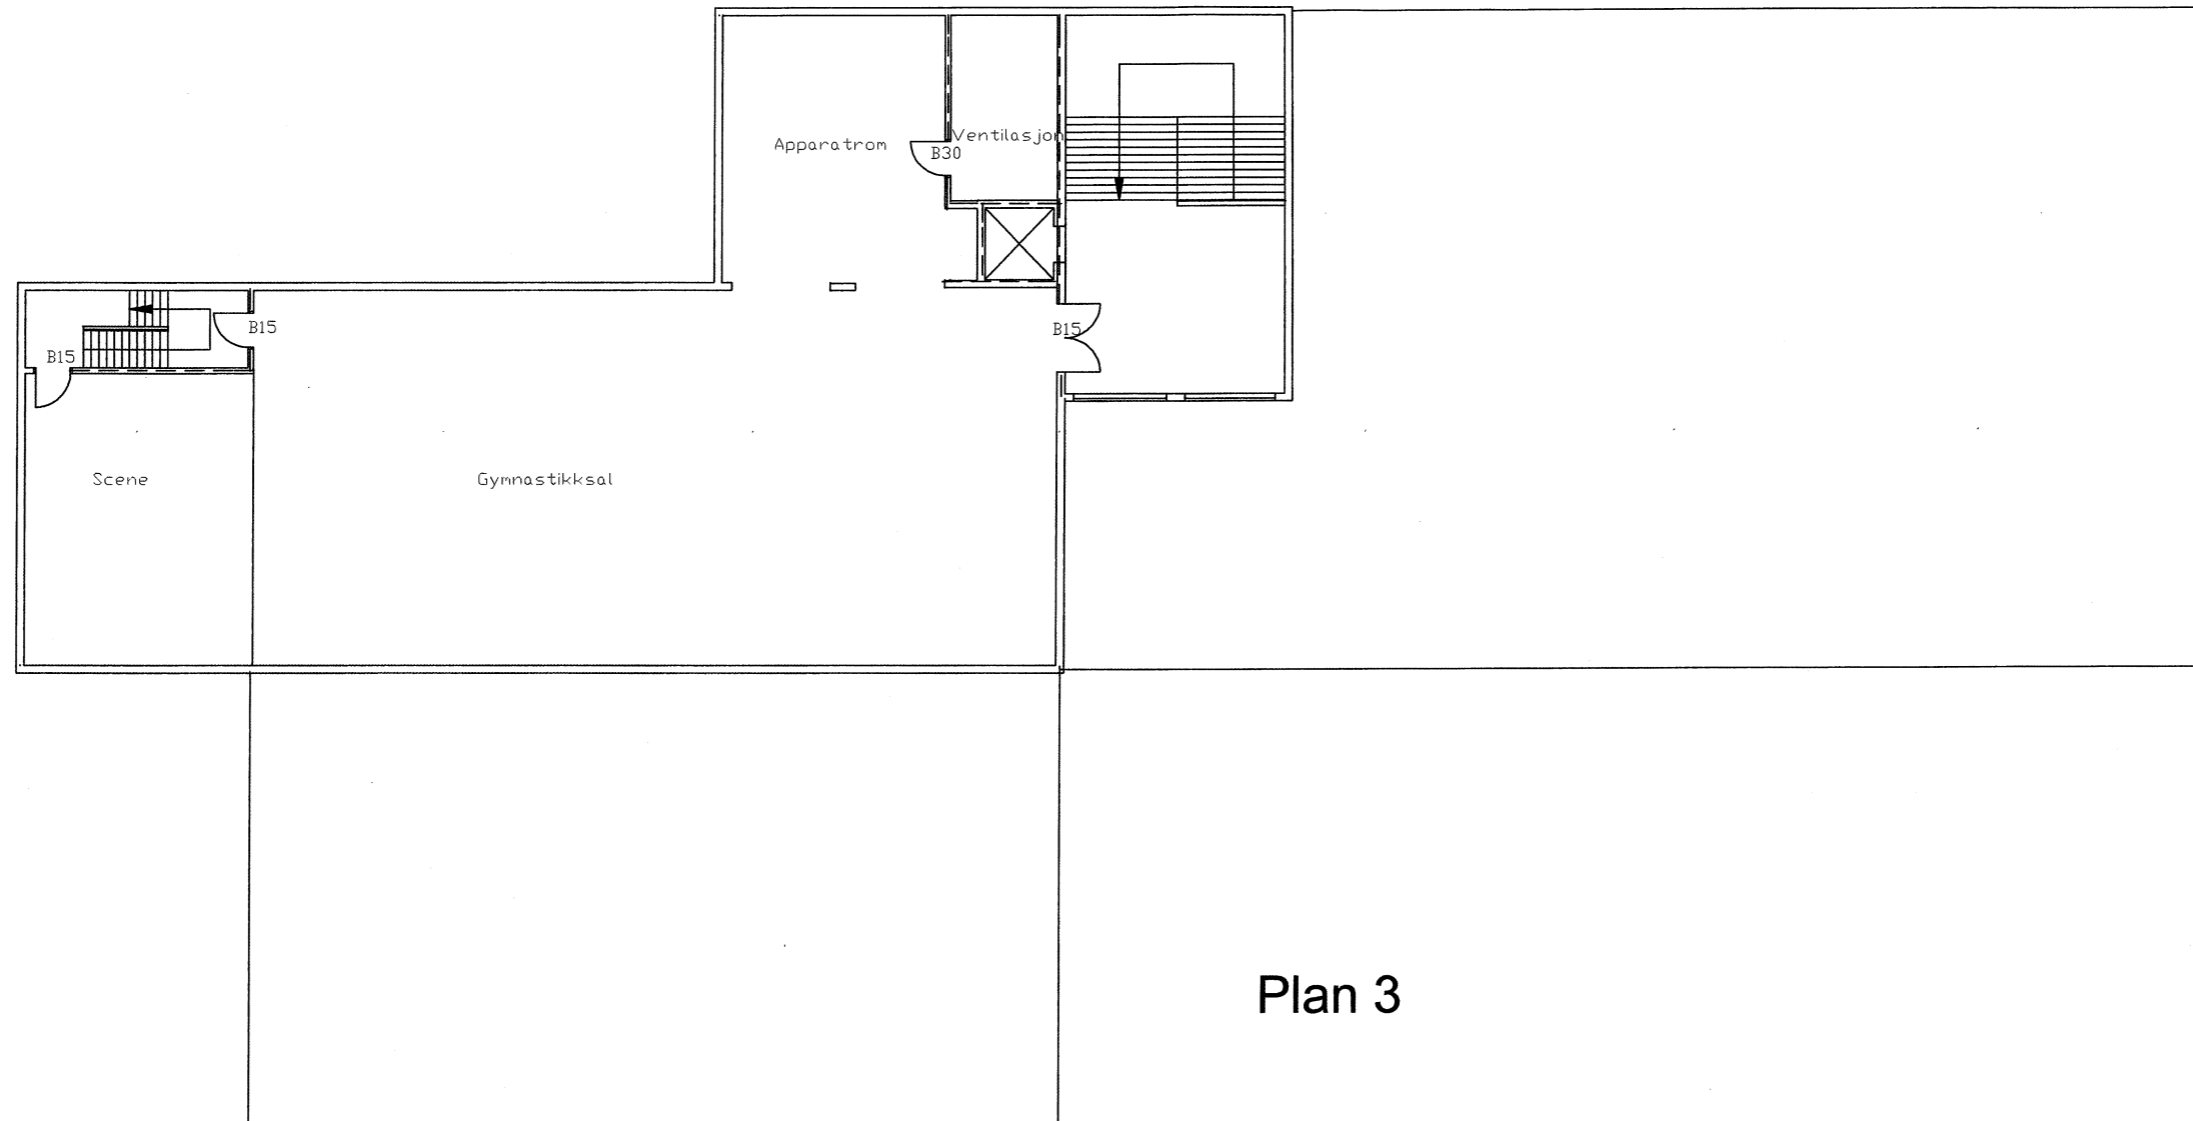 Ventilasjon
Apparatrom
B30
B15
B15
B15
Scene
Gymnastikksal
Plan 3